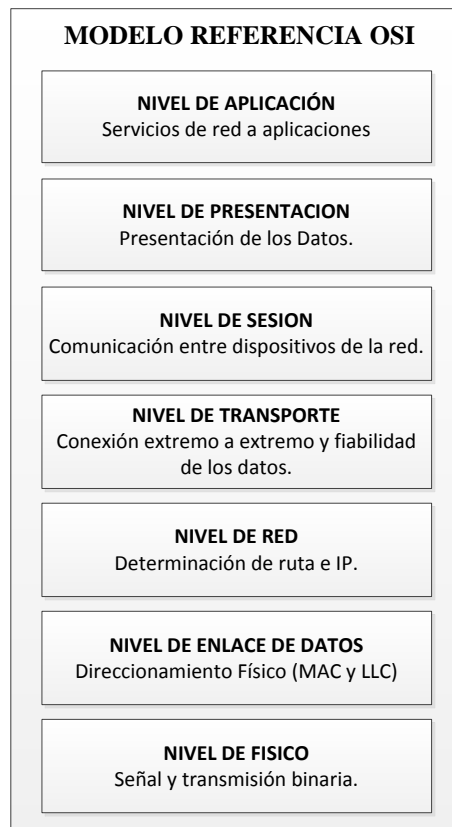 MODELO REFERENCIA OSI
NIVEL DE APLICACIÓN
Servicios de red a aplicaciones
NIVEL DE PRESENTACION
Presentación de los Datos.
NIVEL DE SESION
Comunicación entre dispositivos de la red.
NIVEL DE TRANSPORTE
Conexión extremo a extremo y fiabilidad
de los datos.
NIVEL DE RED
Determinación de ruta e IP.
NIVEL DE ENLACE DE DATOS
Direccionamiento Físico (MAC y LLC)
NIVEL DE FISICO
Señal y transmisión binaria.